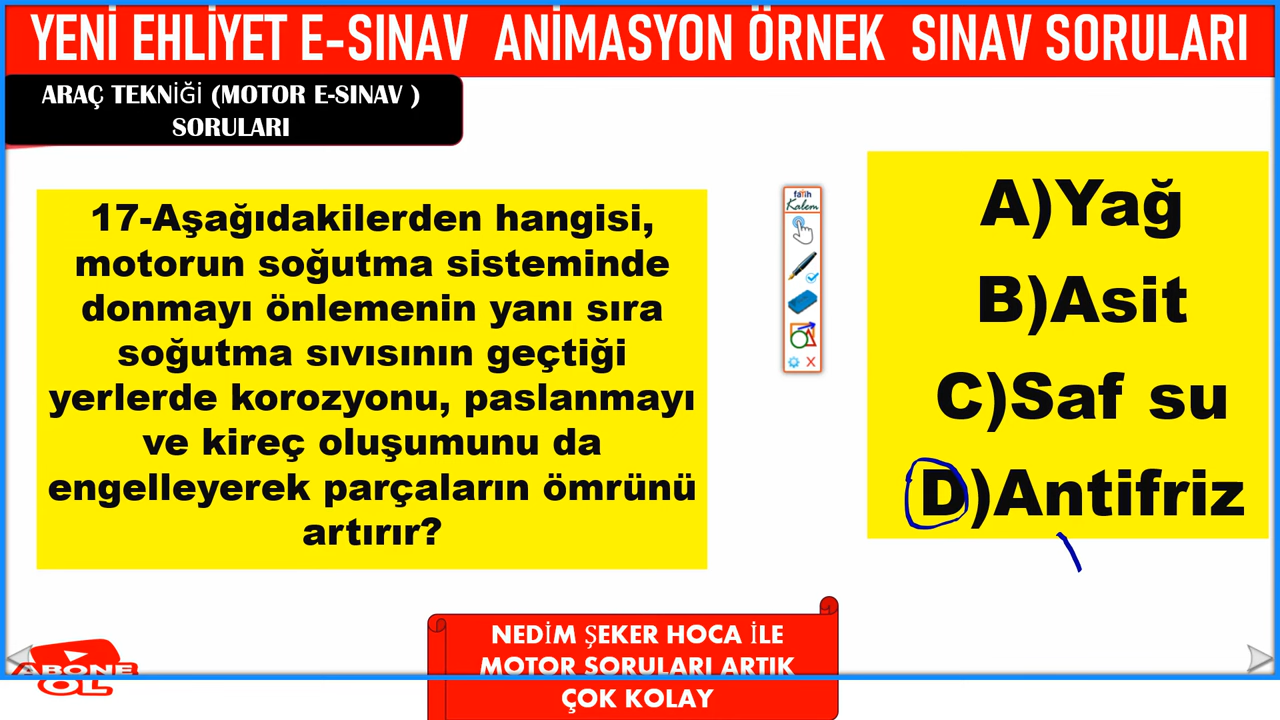 YENİ EHLİYET E-SINAV ANİMASYON ÖRNEK SINAV SORULARI
ARAÇ TEKNİĞİ (MOTOR E-SINAV )
SORULARI
17-Aşağıdakilerden hangisi,
motorun soğutma sisteminde
donmayı önlemenin yanı sıra
soğutma sıvısının geçtiği
yerlerde korozyonu, paslanmayı
ve kireç oluşumunu da
engelleyerek parçaların ömrünü
artırır?
fatih
Kalem
A)Yağ
B)Asit
C)Saf su
D)Antifriz
NEDİM ŞEKER HOCA İLE
MOTOR SORULARI ARTIK
ÇOK KOLAY
ABONE
OL